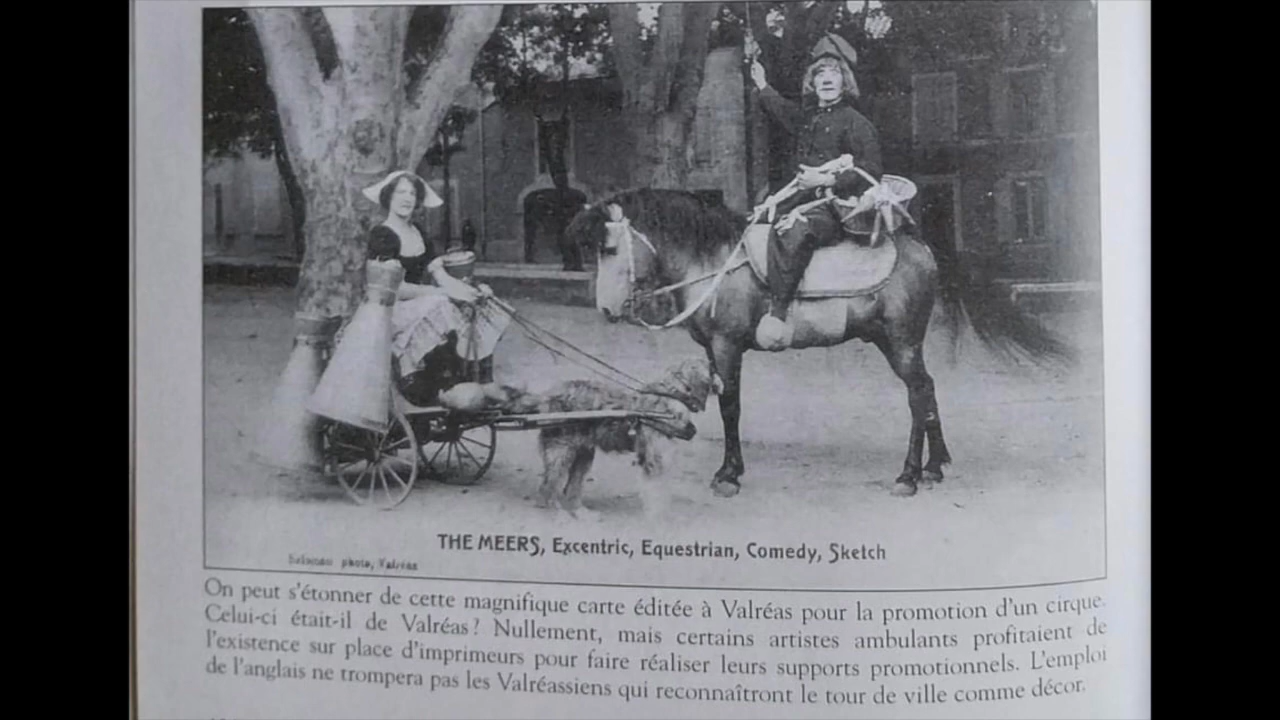 THE MEERS, Excentric, Equestrian, Comedy, Sketch
photo, Valréas
On peut s'étonner de cette magnifique carte éditée à Valréas pour la promotion d'un cirque.
Celui-ci était-il de Valréas ? Nullement, mais certains artistes ambulants profitaient de
l'existence sur place d'imprimeurs pour faire réaliser leurs supports promotionnels. L'emploi
de l'anglais ne trompera pas les Valréassiens qui reconnaîtront le tour de ville comme décor.